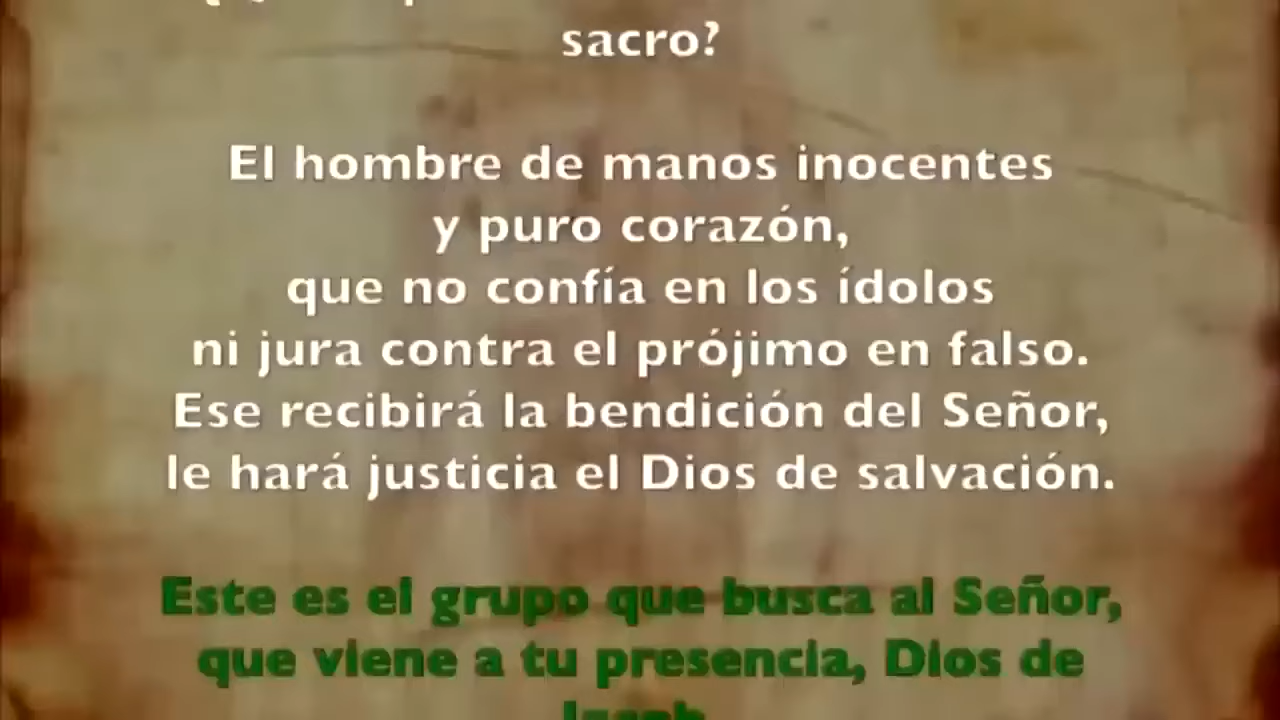 sacro?
El hombre de manos inocentes
y puro corazón,
que no confía en los ídolos
ni jura contra el prójimo en falso.
Ese recibirá la bendición del Señor,
le hará justicia el Dios de salvación.
Este es el grupo que busca al Señor,
que viene a tu presencia, Dios de